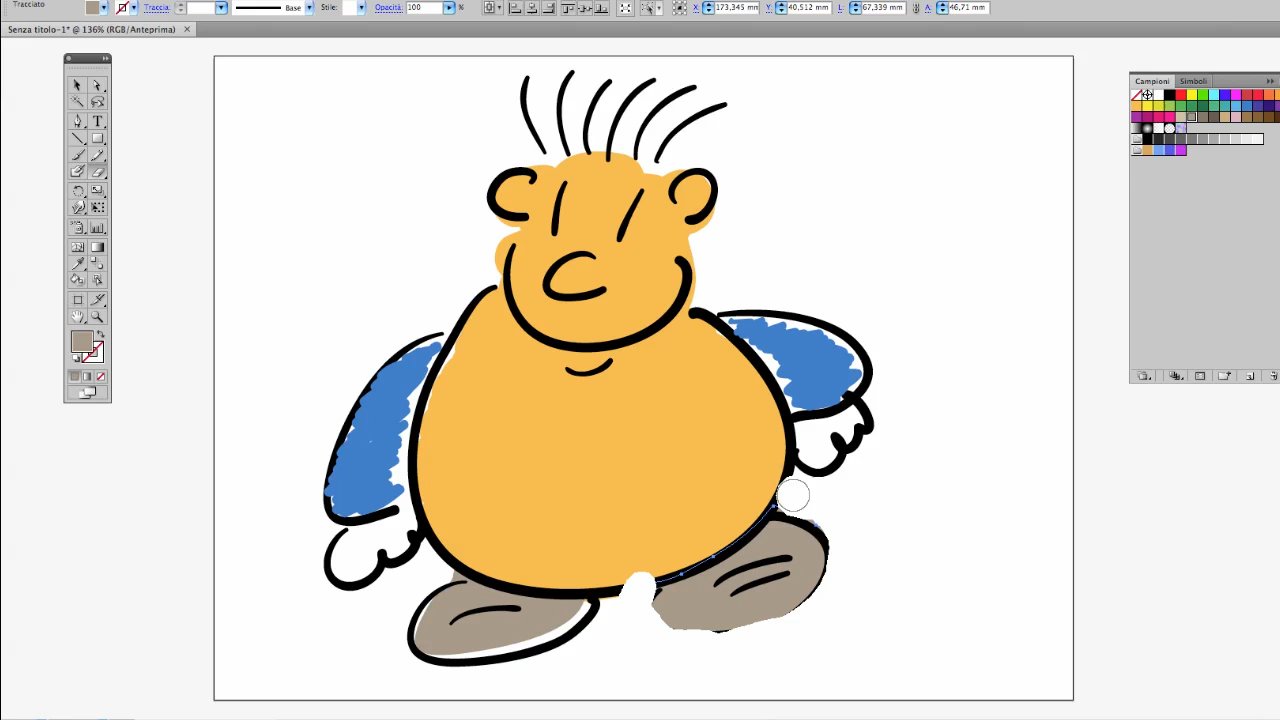 Tracciato
Traccia:
Base
Stile:
Opacità: 100 %
X: 173,345 mm
Y: 40,512 mm
L: 67,339 mm
A: 46,71 mm
Senza titolo-1* @ 136% (RGB/Anteprima)
Campioni Simboli
T